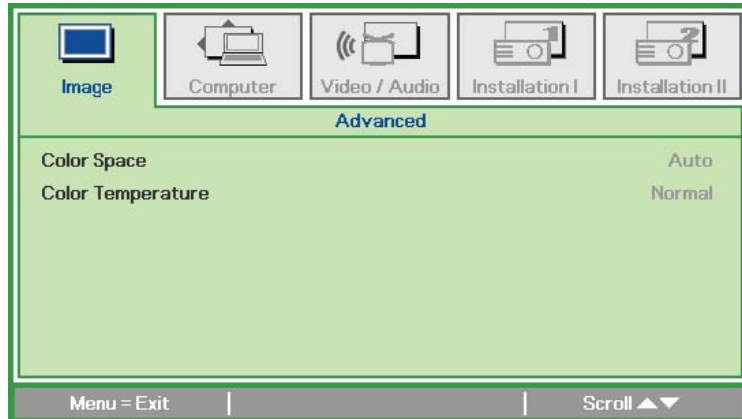 Image Computer Video / Audio Installation I Installation II
Advanced
Color Space Auto
Color Temperature Normal
Menu = Exit Scroll ▲▼